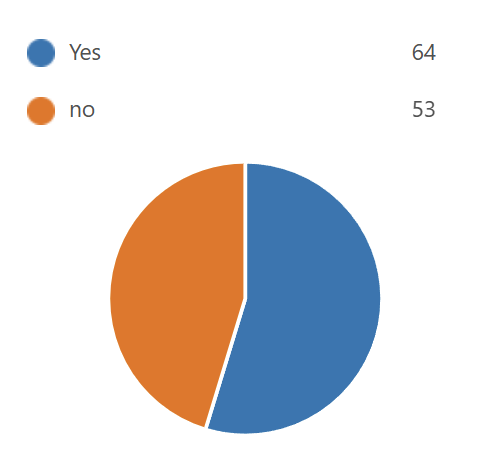 Yes 64
no 53